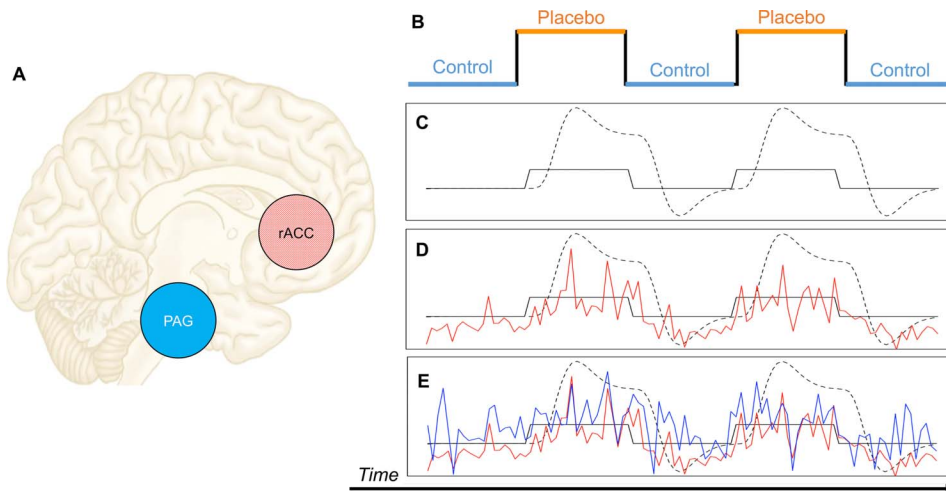 A
rACC
PAG
B
Placebo
Placebo
Control
Control
Control
C
D
E
Time